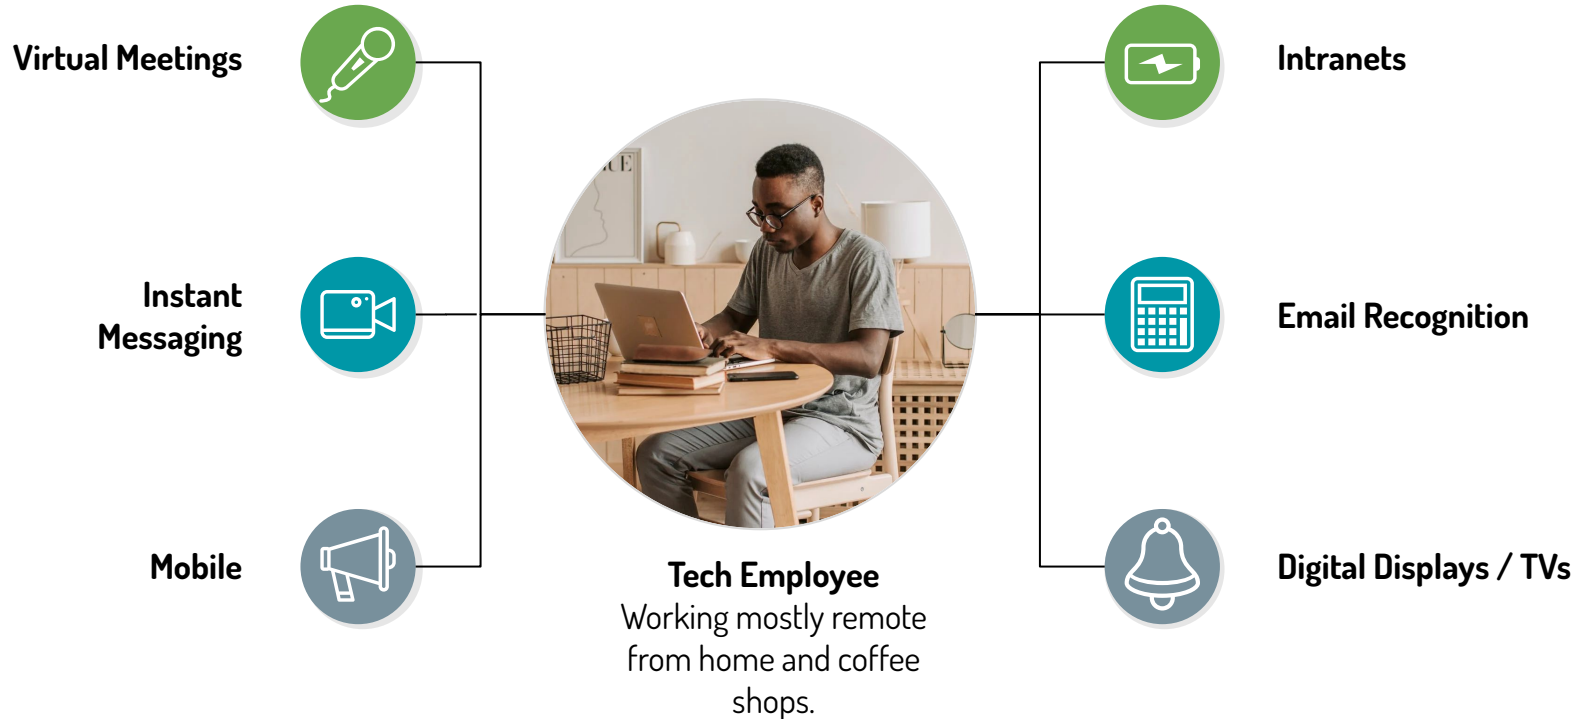 Virtual Meetings
Instant
Messaging
Mobile
Tech Employee
Working mostly remote
from home and coffee
shops.
Intranets
Email Recognition
Digital Displays / TVs